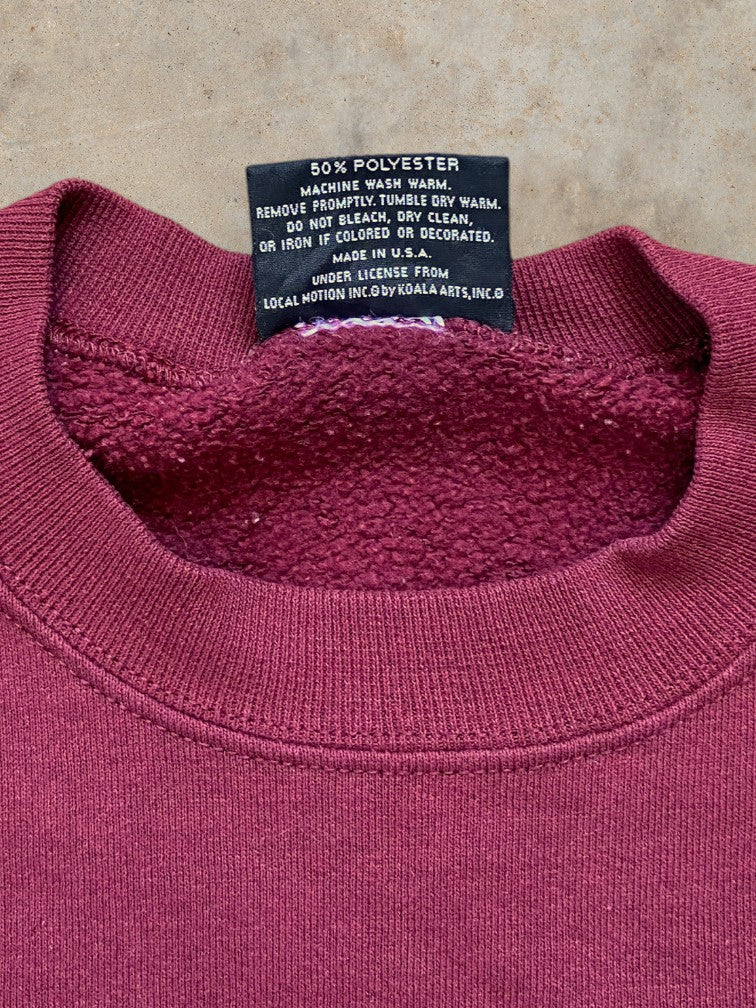 50% POLYESTER
MACHINE WASH WARM.
REMOVE PROMPTLY. TUMBLE DRY WARM.
DO NOT BLEACH, DRY CLEAN,
OR IRON IF COLORED OR DECORATED.
MADE IN U.S.A.
UNDER LICENSE FROM
LOCAL MOTION INC.® by KOALA ARTS, INC.®